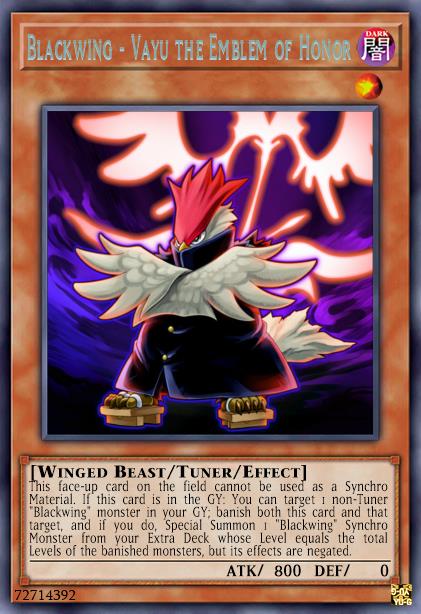 Blackwing - Vayu the Emblem of Honor
DARK
闇
[Winged Beast/Tuner/Effect]
This face-up card on the field cannot be used as a Synchro
Material. If this card is in the GY: You can target 1 non-Tuner
"Blackwing" monster in your GY; banish both this card and that
target, and if you do, Special Summon 1 "Blackwing" Synchro
Monster from your Extra Deck whose Level equals the total
Levels of the banished monsters, but its effects are negated.
ATK/ 800 DEF/ 0
72714392